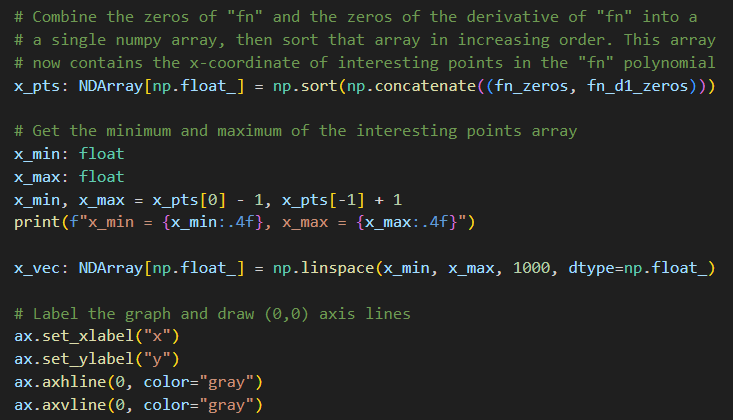 # Combine the zeros of "fn" and the zeros of the derivative of "fn" into a
# a single numpy array, then sort that array in increasing order. This array
# now contains the x-coordinate of interesting points in the "fn" polynomial
x_pts: NDArray[np.float_] = np.sort(np.concatenate((fn_zeros, fn_d1_zeros)))

# Get the minimum and maximum of the interesting points array
x_min: float
x_max: float
x_min, x_max = x_pts[0] - 1, x_pts[-1] + 1
print(f"x_min = {x_min:.4f}, x_max = {x_max:.4f}")

x_vec: NDArray[np.float_] = np.linspace(x_min, x_max, 1000, dtype=np.float_)

# Label the graph and draw (0,0) axis lines
ax.set_xlabel("x")
ax.set_ylabel("y")
ax.axhline(0, color="gray")
ax.axvline(0, color="gray")